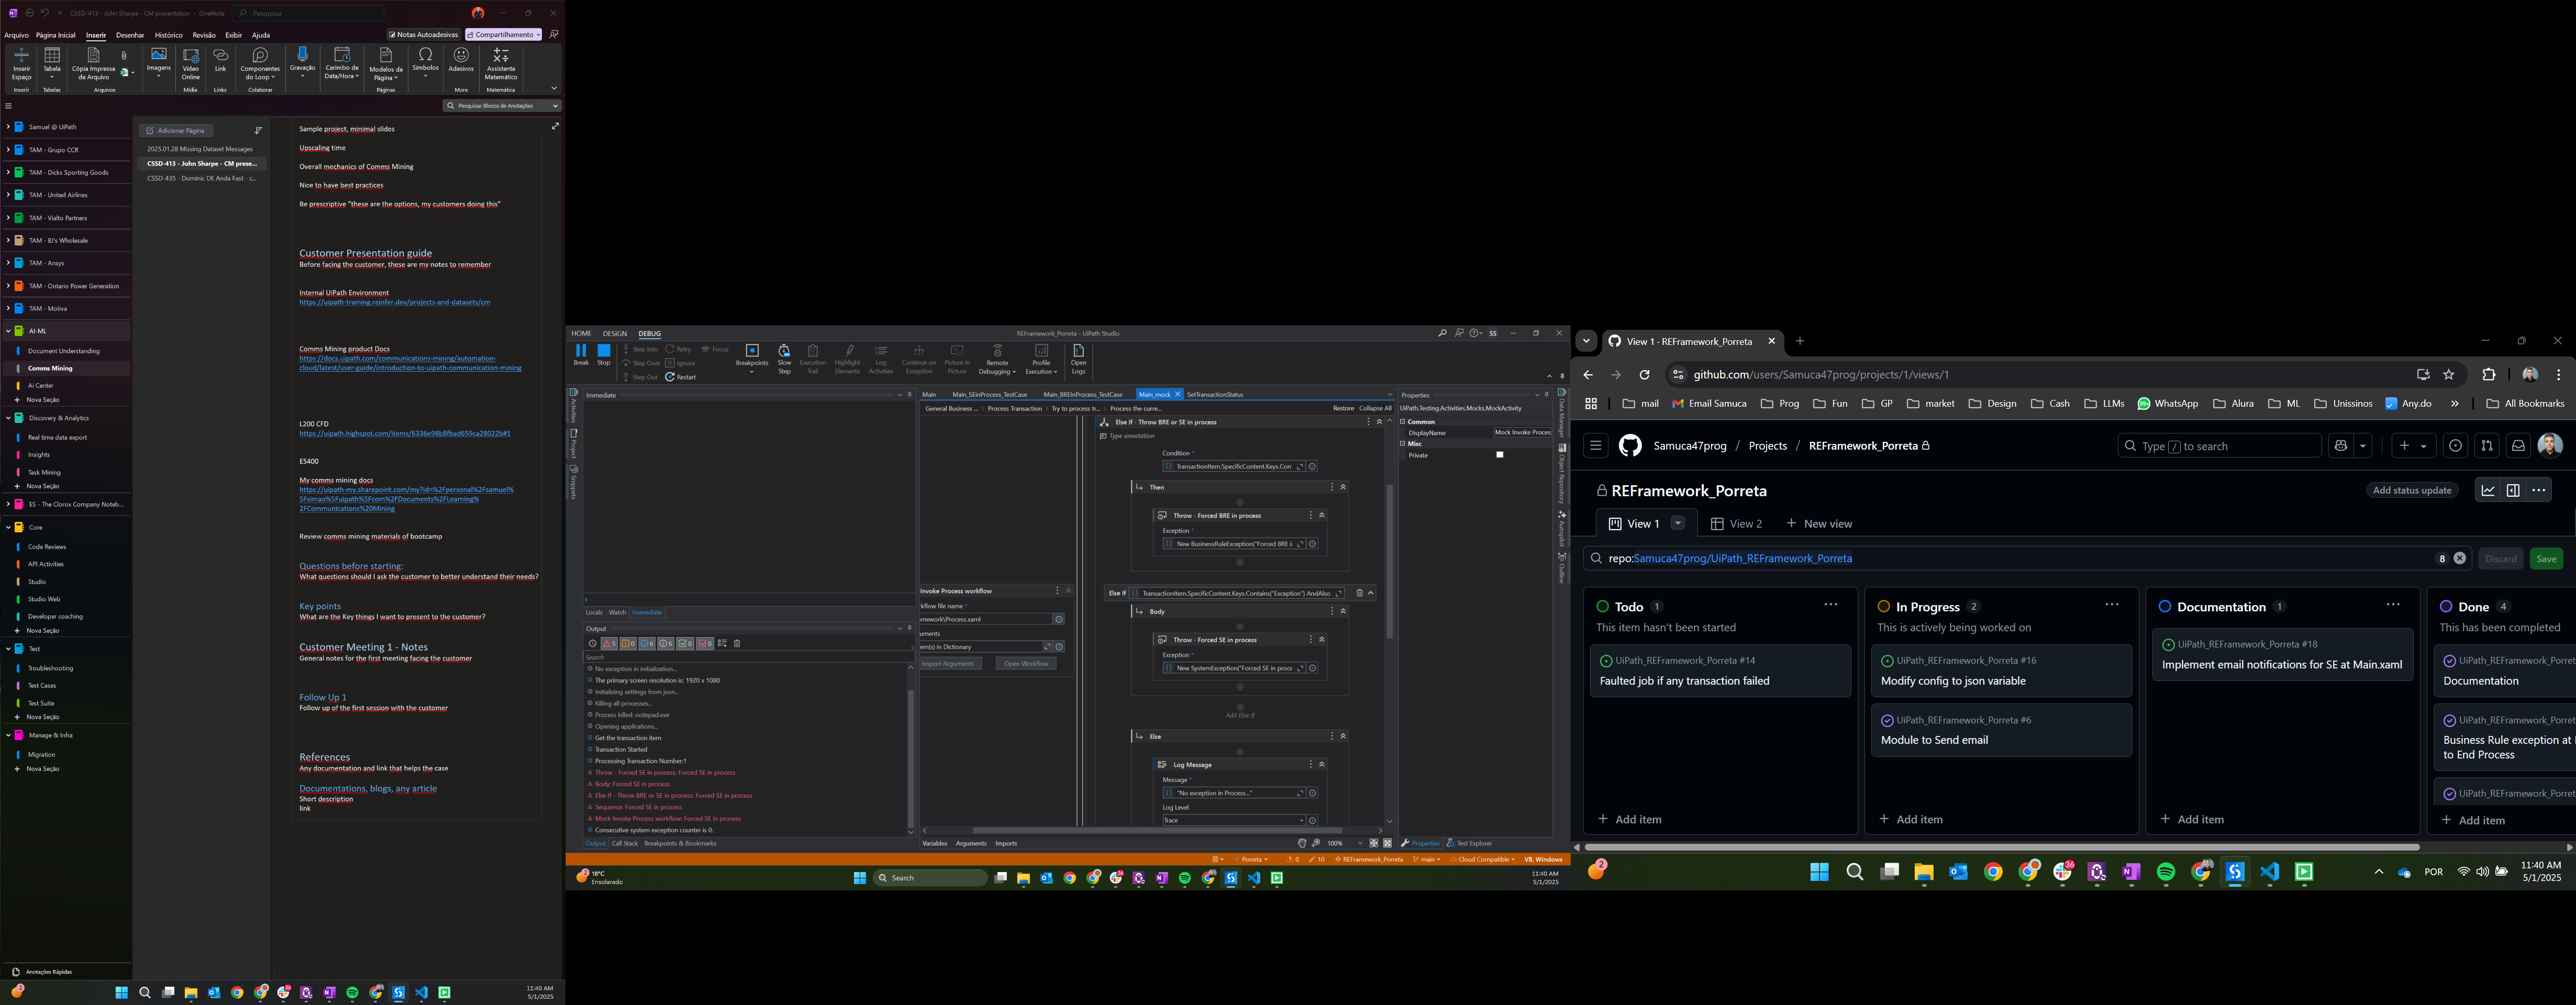 CSSD-413 - John Sharpe - CM presentation - OneNote
Pesquisar
Arquivo Página Inicial Inserir Desenhar Histórico Revisão Exibir Ajuda
Notas Autoadesivas Compartilhamento
Inserir Espaço
Tabela
Cópia Impressa de Arquivo
Imagens
Vídeo Online
Link
Componentes do Loop
Gravação
Carimbo de Data/Hora
Modelos de Página
Símbolos
Adesivos
Assistente Matemático
Inserir Tabelas Arquivos Mídia Links Colaborar Páginas More Matemática
Pesquisar Blocos de Anotações
Samuel @ UiPath
TAM - Grupo CCR
TAM - Dicks Sporting Goods
TAM - United Airlines
TAM - Vialto Partners
TAM - BJ's Wholesale
TAM - Ansys
TAM - Ontario Power Generation
TAM - Motiva
AI-ML
Document Understanding
Comms Mining
Ai Center
Nova Seção
Discovery & Analytics
Real time data export
Insights
Task Mining
Nova Seção
ES - The Clorox Company Noteb...
Core
Code Reviews
API Activities
Studio
Studio Web
Developer coaching
Nova Seção
Test
Troubleshooting
Test Cases
Test Suite
Nova Seção
Manage & Infra
Migration
Nova Seção
Anotações Rápidas
Adicionar Página
2025.01.28 Missing Dataset Messages
CSSD-413 - John Sharpe - CM prese...
CSSD-435 - Dominic DE Anda Fast - c...
Sample project, minimal slides
Upscaling time
Overall mechanics of Comms Mining
Nice to have best practices
Be prescriptive "these are the options, my customers doing this"
Customer Presentation guide
Before facing the customer, these are my notes to remember
Internal UiPath Environment
https://uipath-training.reinfer.dev/projects-and-datasets/cm
Comms Mining product Docs
https://docs.uipath.com/communications-mining/automation-
cloud/latest/user-guide/introduction-to-uipath-communication-mining
L200 CFD
https://uipath.highspot.com/items/6336e98b8fbad659ca28022b#1
ES400
My comms mining docs
https://uipath-my.sharepoint.com/my?id=%2Fpersonal%2Fsamuel%
5Fsimao%5Fuipath%5Fcom%2FDocuments%2FLearning%
2FCommunications%20Mining
Review comms mining materials of bootcamp
Questions before starting:
What questions should I ask the customer to better understand their needs?
Key points
What are the Key things I want to present to the customer?
Customer Meeting 1 - Notes
General notes for the first meeting facing the customer
Follow Up 1
Follow up of the first session with the customer
References
Any documentation and link that helps the case
Documentations, blogs, any article
Short description
link
11:40 AM
5/1/2025
HOME DESIGN DEBUG
REFramework_Porreta - UiPath Studio
SS
Break
Stop
Step Into
Step Over
Step Out
Retry
Ignore
Restart
Focus
Breakpoints
Slow Step
Execution Trail
Highlight Elements
Log Activities
Continue on Exception
Picture in Picture
Remote Debugging
Profile Execution
Open Logs
Activities
Project
Snippets
Immediate
Locals Watch Immediate
Output
5 0 6 6 0 0
Search
No exception in initialization...
The primary screen resolution is: 1920 x 1080
Initializing settings from json...
Killing all processes...
Process killed: notepad.exe
Opening applications...
Get the transaction item
Transaction Started
Processing Transaction Number:1
Throw - Forced SE in process: Forced SE in process
Body: Forced SE in process
Else If - Throw BRE or SE in process: Forced SE in process
Sequence: Forced SE in process
Mock Invoke Process workflow: Forced SE in process
Consecutive system exception counter is 0.
Output Call Stack Breakpoints & Bookmarks
Main Main_SEinProcess_TestCase Main_BREInProcess_TestCase Main_mock SetTransactionStatus
General Business ... Process Transaction Try to process tr... Process the curre...
Restore Collapse All
Else If - Throw BRE or SE in process
Type annotation
Condition *
TransactionItem.SpecificContent.Keys.Con
Then
Throw - Forced BRE in process
Exception *
New BusinessRuleException("Forced BRE i
nvoke Process workflow
rkflow file name *
mework\Process.xaml
uments
em(s) in Dictionary
Import Arguments Open Workflow
Else If TransactionItem.SpecificContent.Keys.Contains("Exception") AndAlso
Body
Throw - Forced SE in process
Exception *
New SystemException("Forced SE in proc
Add Else If
Else
Log Message
Message *
"No exception in Process..."
Log Level
Trace
Variables Arguments Imports
100%
Properties
UiPath.Testing.Activities.Mocks.MockActivity
Common
DisplayName Mock Invoke Proces
Misc
Private
Properties Test Explorer
Data Manager
Object Repository
Autopilot
Outline
Porreta 0 10 REFramework_Porreta main Cloud Compatible VB, Windows
18°C
Ensolarado
Search
11:40 AM
5/1/2025
View 1 · REFramework_Porreta
github.com/users/Samuca47prog/projects/1/views/1
mail Email Samuca Prog Fun GP market Design Cash LLMs WhatsApp Alura ML Unissinos Any.do All Bookmarks
Samuca47prog / Projects / REFramework_Porreta
Type / to search
REFramework_Porreta
Add status update
View 1 View 2 New view
repo:Samuca47prog/UiPath_REFramework_Porreta
8
Discard Save
Todo 1
This item hasn't been started
UiPath_REFramework_Porreta #14
Faulted job if any transaction failed
Add item
In Progress 2
This is actively being worked on
UiPath_REFramework_Porreta #16
Modify config to json variable
UiPath_REFramework_Porreta #6
Module to Send email
Add item
Documentation 1
UiPath_REFramework_Porreta #18
Implement email notifications for SE at Main.xaml
Add item
Done 4
This has been completed
UiPath_REFramework_Porret
Documentation
UiPath_REFramework_Porret
Business Rule exception at
to End Process
UiPath_REFramework_Porret
Add item
2
36
POR
11:40 AM
5/1/2025